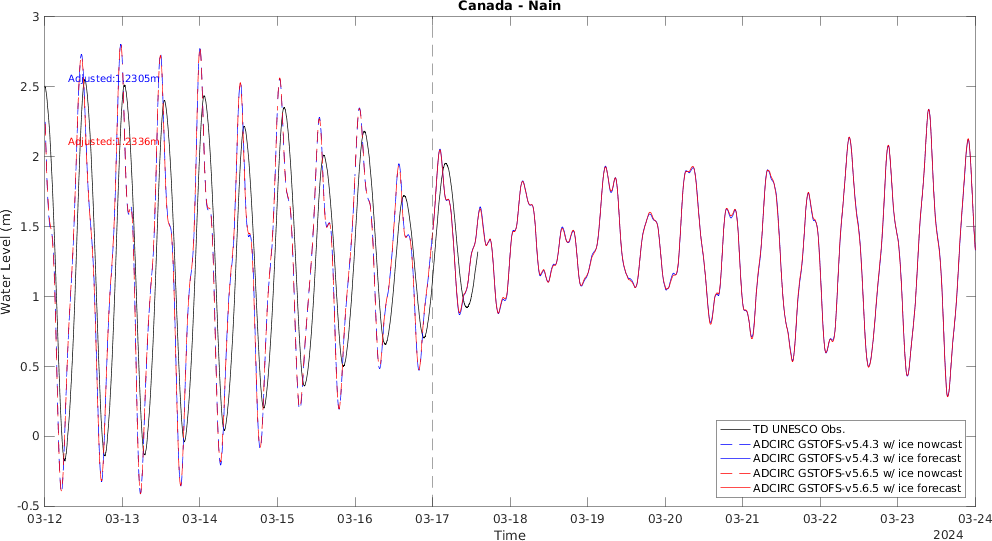 Canada - Nain
3
2.5
2
1.5
1
0.5
0
-0.5
Water Level (m)
Adjusted:1.2305m
Adjusted:1.2336m
TD UNESCO Obs.
ADCIRC GSTOFS-v5.4.3 w/ ice nowcast
ADCIRC GSTOFS-v5.4.3 w/ ice forecast
ADCIRC GSTOFS-v5.6.5 w/ ice nowcast
ADCIRC GSTOFS-v5.6.5 w/ ice forecast
03-12 03-13 03-14 03-15 03-16 03-17 03-18 03-19 03-20 03-21 03-22 03-23 03-24
Time
2024